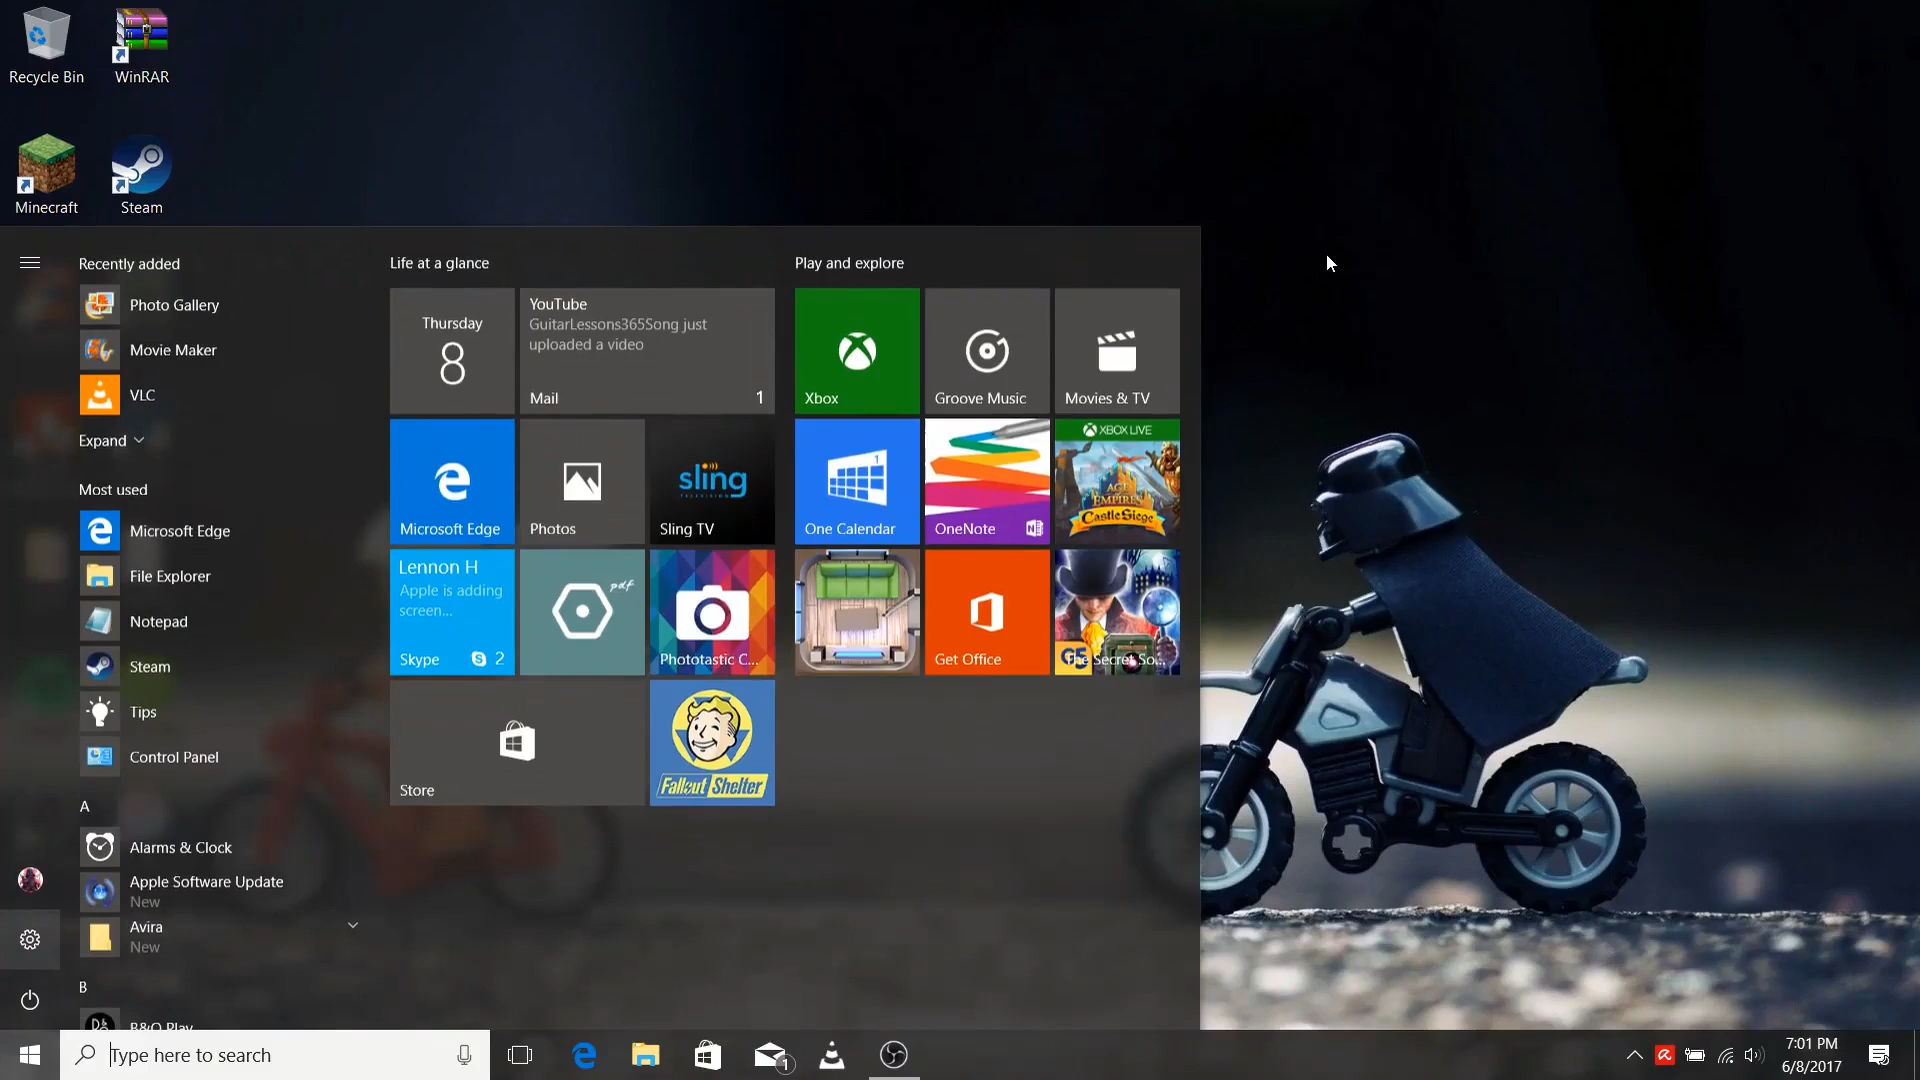 Recycle Bin
WinRAR
Minecraft
Steam
Recently added
Photo Gallery
Movie Maker
VLC
Expand
Most used
Microsoft Edge
File Explorer
Notepad
Steam
Tips
Control Panel
A
Alarms & Clock
Apple Software Update
New
Avira
New
B
B&O Play
Life at a glance
Thursday
8
YouTube
GuitarLessons365Song just
uploaded a video
Mail 1
Microsoft Edge
Photos
sling
TELEVISION
Sling TV
Lennon H
Apple is adding
screen...
Skype 2
pdf
Phototastic C...
Store
Fallout Shelter
Play and explore
Xbox
Groove Music
Movies & TV
1
One Calendar
OneNote
N
XBOX LIVE
AGE OF
EMPIRES
Castle Siege
Get Office
G5
The Secret So...
Type here to search
1
7:01 PM
6/8/2017